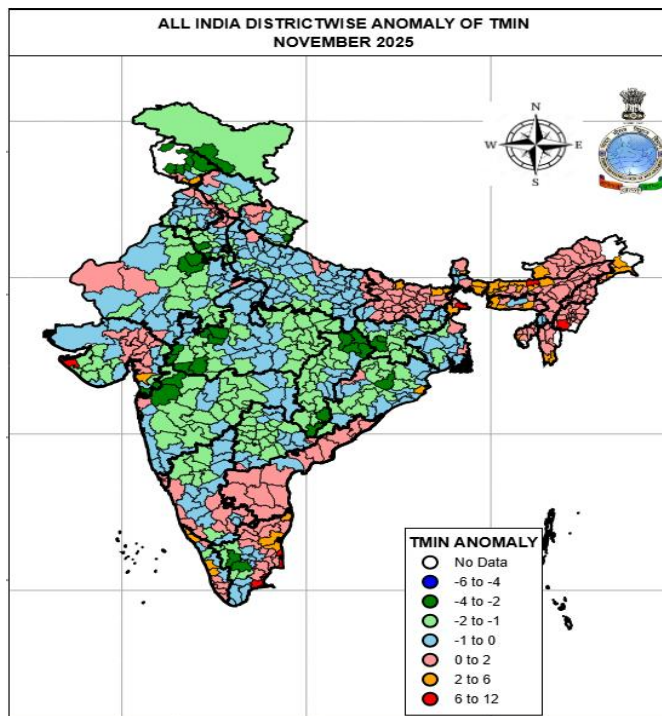 ALL INDIA DISTRICTWISE ANOMALY OF TMIN
NOVEMBER 2025
N
W E
S
TMIN ANOMALY
No Data
-6 to -4
-4 to -2
-2 to -1
-1 to 0
0 to 2
2 to 6
6 to 12